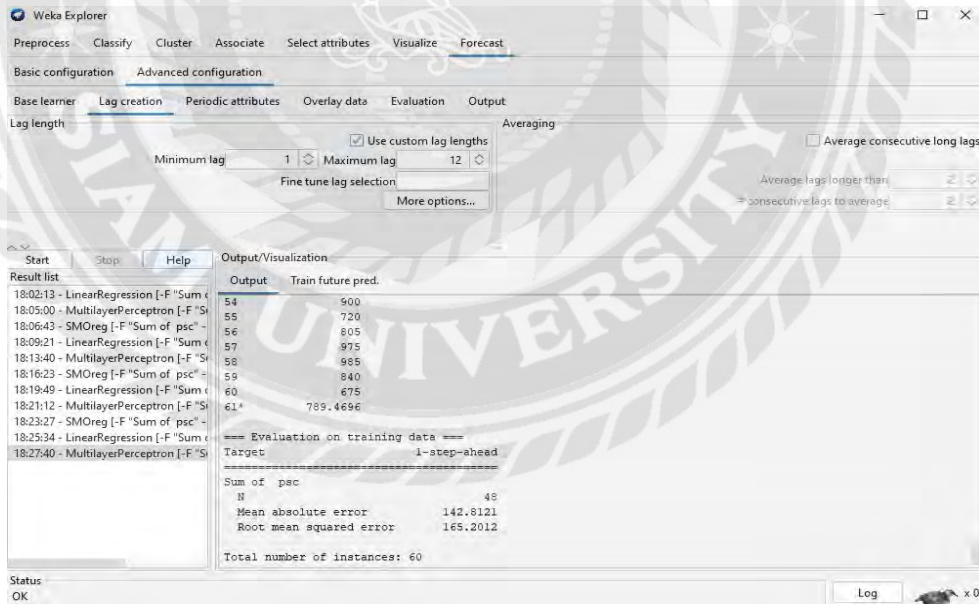 Weka Explorer
Preprocess Classify Cluster Associate Select attributes Visualize Forecast
Basic configuration Advanced configuration
Base learner Lag creation Periodic attributes Overlay data Evaluation Output
Lag length
Use custom lag lengths
Minimum lag 1 Maximum lag 12
Fine tune lag selection
More options...
Averaging
Average consecutive long lags
Average lags longer than 2
# consecutive lags to average 2
Start Stop Help
Result list
18:02:13 - LinearRegression [-F "Sum
18:05:00 - MultilayerPerceptron [-F "S
18:06:43 - SMOreg [-F "Sum of psc" -
18:09:21 - LinearRegression [-F "Sum
18:13:40 - MultilayerPerceptron [-F "S
18:16:23 - SMOreg [-F "Sum of psc" -
18:19:49 - LinearRegression [-F "Sum
18:21:12 - MultilayerPerceptron [-F "S
18:23:27 - SMOreg [-F "Sum of psc" -
18:25:34 - LinearRegression [-F "Sum
18:27:40 - MultilayerPerceptron [-F "S
Output/Visualization
Output Train future pred.
54 900
55 720
56 805
57 975
58 985
59 840
60 675
61* 789.4696
=== Evaluation on training data ===
Target 1-step-ahead
=======================================
Sum of psc
N 48
Mean absolute error 142.8121
Root mean squared error 165.2012
Total number of instances: 60
Status
OK
Log
x 0
UNIVERSITY